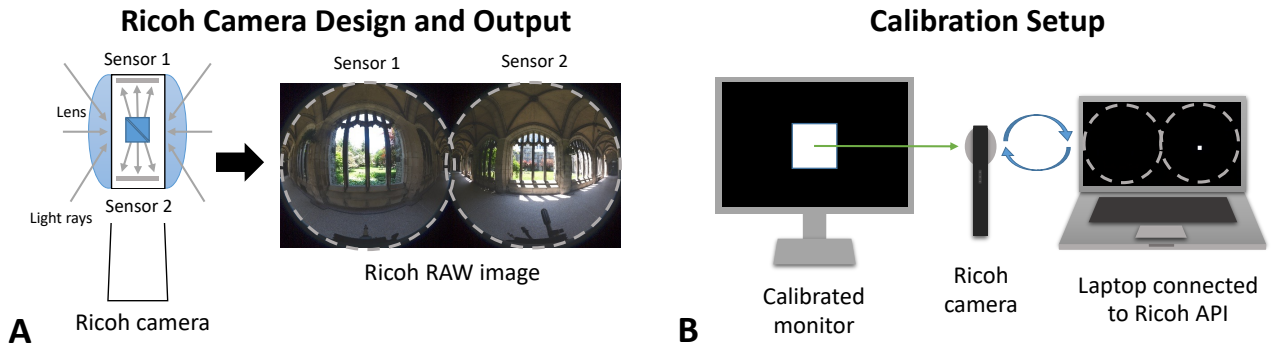 Ricoh Camera Design and Output
Sensor 1
Lens
Light rays
Sensor 2
Ricoh camera
A
Sensor 1
Sensor 2
Ricoh RAW image
Calibration Setup
Calibrated
monitor
Ricoh
camera
Laptop connected
to Ricoh API
B